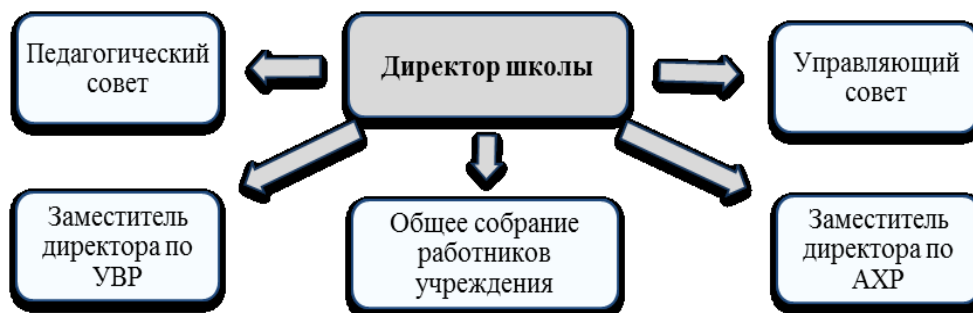 Педагогический
совет
Директор школы
Управляющий
совет
Заместитель
директора по
УВР
Общее собрание
работников
учреждения
Заместитель
директора по
АХР